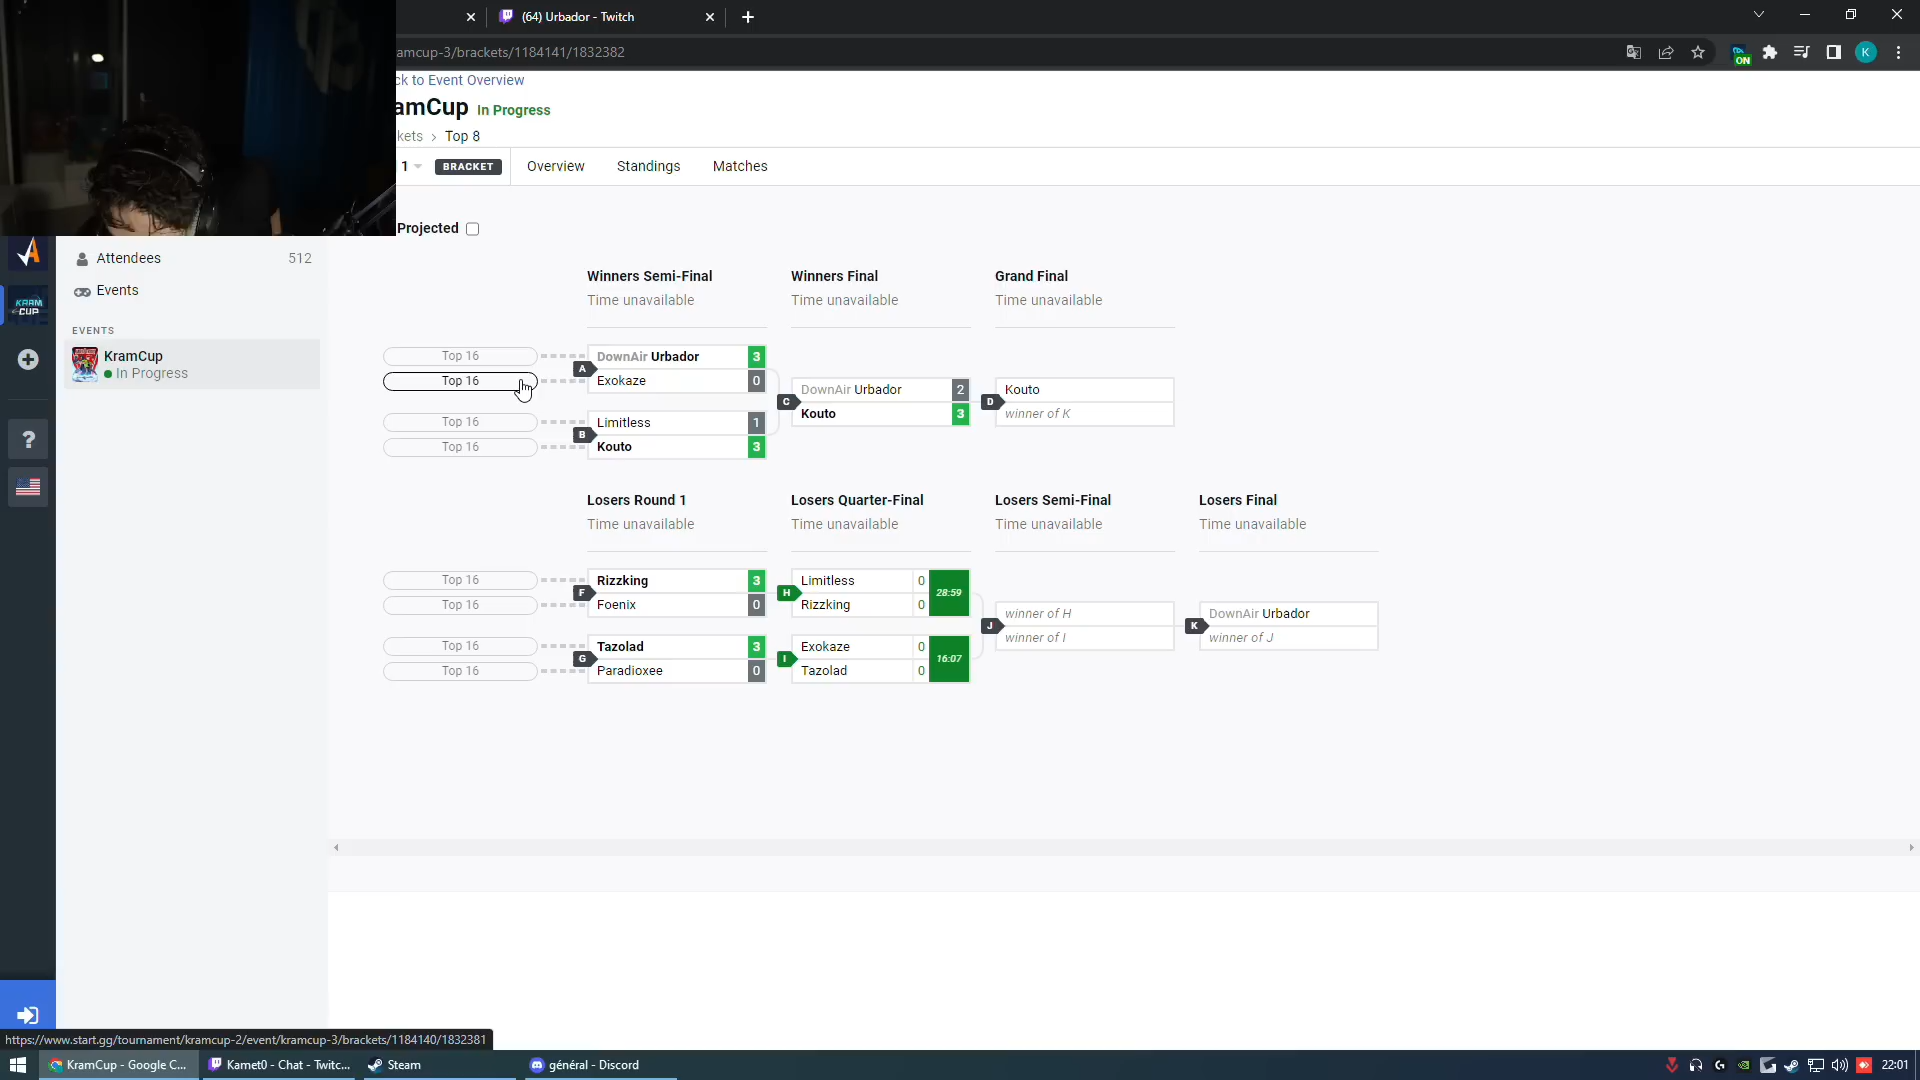 (64) Urbador - Twitch
amcup-3/brackets/1184141/1832382
ON
K
ck to Event Overview
amCup In Progress
kets › Top 8
1 BRACKET Overview Standings Matches
Projected
Attendees 512
KRAM CUP
Events
EVENTS
KramCup
In Progress
?
Winners Semi-Final
Time unavailable
Winners Final
Time unavailable
Grand Final
Time unavailable
Top 16
Top 16
Top 16
Top 16
A
DownAir Urbador 3
Exokaze 0
B
Limitless 1
Kouto 3
C
DownAir Urbador 2
Kouto 3
D
Kouto
winner of K
Losers Round 1
Time unavailable
Losers Quarter-Final
Time unavailable
Losers Semi-Final
Time unavailable
Losers Final
Time unavailable
Top 16
Top 16
Top 16
Top 16
F
Rizzking 3
Foenix 0
G
Tazolad 3
Paradioxee 0
H
Limitless 0
Rizzking 0
28:59
I
Exokaze 0
Tazolad 0
16:07
J
winner of H
winner of I
K
DownAir Urbador
winner of J
https://www.start.gg/tournament/kramcup-2/event/kramcup-3/brackets/1184140/1832381
KramCup - Google C...
Kamet0 - Chat - Twitc...
Steam
général - Discord
22:01